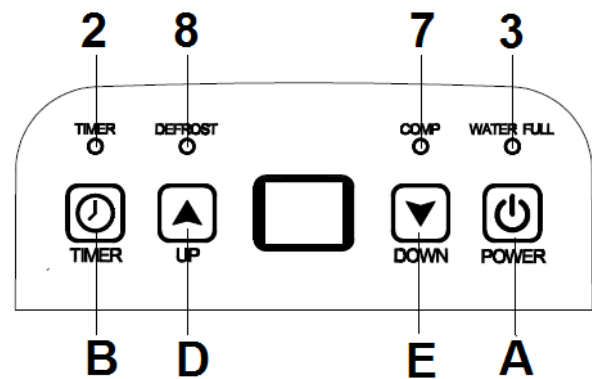 2 8 7 3
TIMER DEFROST COMP WATER FULL
TIMER UP DOWN POWER
B D E A